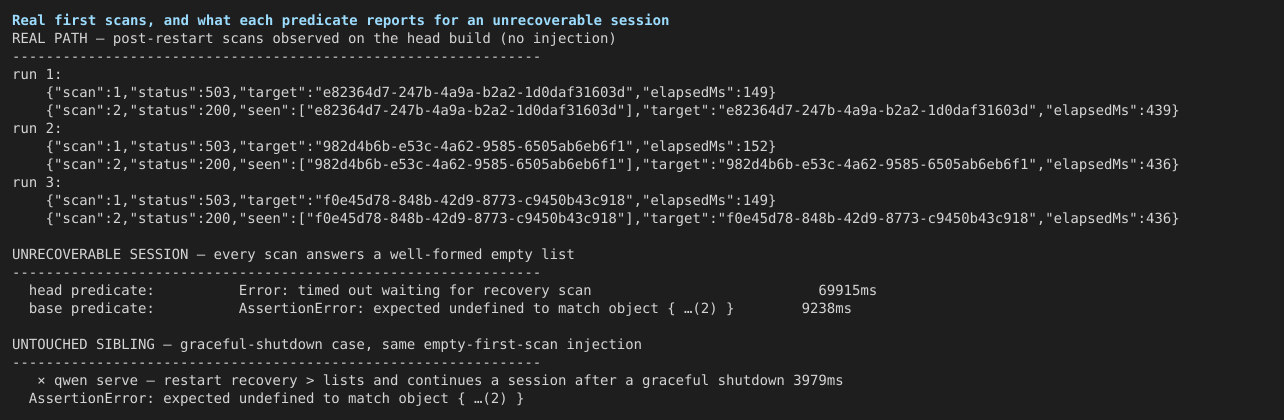 Real first scans, and what each predicate reports for an unrecoverable session
REAL PATH — post-restart scans observed on the head build (no injection)
---------------------------------------------------------------
run 1:
    {"scan":1,"status":503,"target":"e82364d7-247b-4a9a-b2a2-1d0daf31603d","elapsedMs":149}
    {"scan":2,"status":200,"seen":["e82364d7-247b-4a9a-b2a2-1d0daf31603d"],"target":"e82364d7-247b-4a9a-b2a2-1d0daf31603d","elapsedMs":439}
run 2:
    {"scan":1,"status":503,"target":"982d4b6b-e53c-4a62-9585-6505ab6eb6f1","elapsedMs":152}
    {"scan":2,"status":200,"seen":["982d4b6b-e53c-4a62-9585-6505ab6eb6f1"],"target":"982d4b6b-e53c-4a62-9585-6505ab6eb6f1","elapsedMs":436}
run 3:
    {"scan":1,"status":503,"target":"f0e45d78-848b-42d9-8773-c9450b43c918","elapsedMs":149}
    {"scan":2,"status":200,"seen":["f0e45d78-848b-42d9-8773-c9450b43c918"],"target":"f0e45d78-848b-42d9-8773-c9450b43c918","elapsedMs":436}

UNRECOVERABLE SESSION — every scan answers a well-formed empty list
---------------------------------------------------------------
  head predicate:          Error: timed out waiting for recovery scan                           69915ms
  base predicate:          AssertionError: expected undefined to match object { …(2) }        9238ms

UNTOUCHED SIBLING — graceful-shutdown case, same empty-first-scan injection
---------------------------------------------------------------
   × qwen serve — restart recovery > lists and continues a session after a graceful shutdown 3979ms
  AssertionError: expected undefined to match object { …(2) }